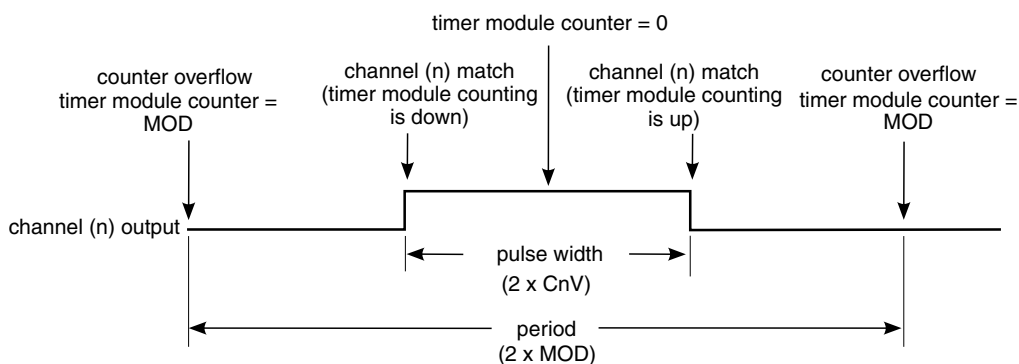 timer module counter = 0
counter overflow
timer module counter =
MOD
channel (n) match
(timer module counting
is down)
channel (n) match
(timer module counting
is up)
counter overflow
timer module counter =
MOD
channel (n) output
pulse width
(2 x CnV)
period
(2 x MOD)